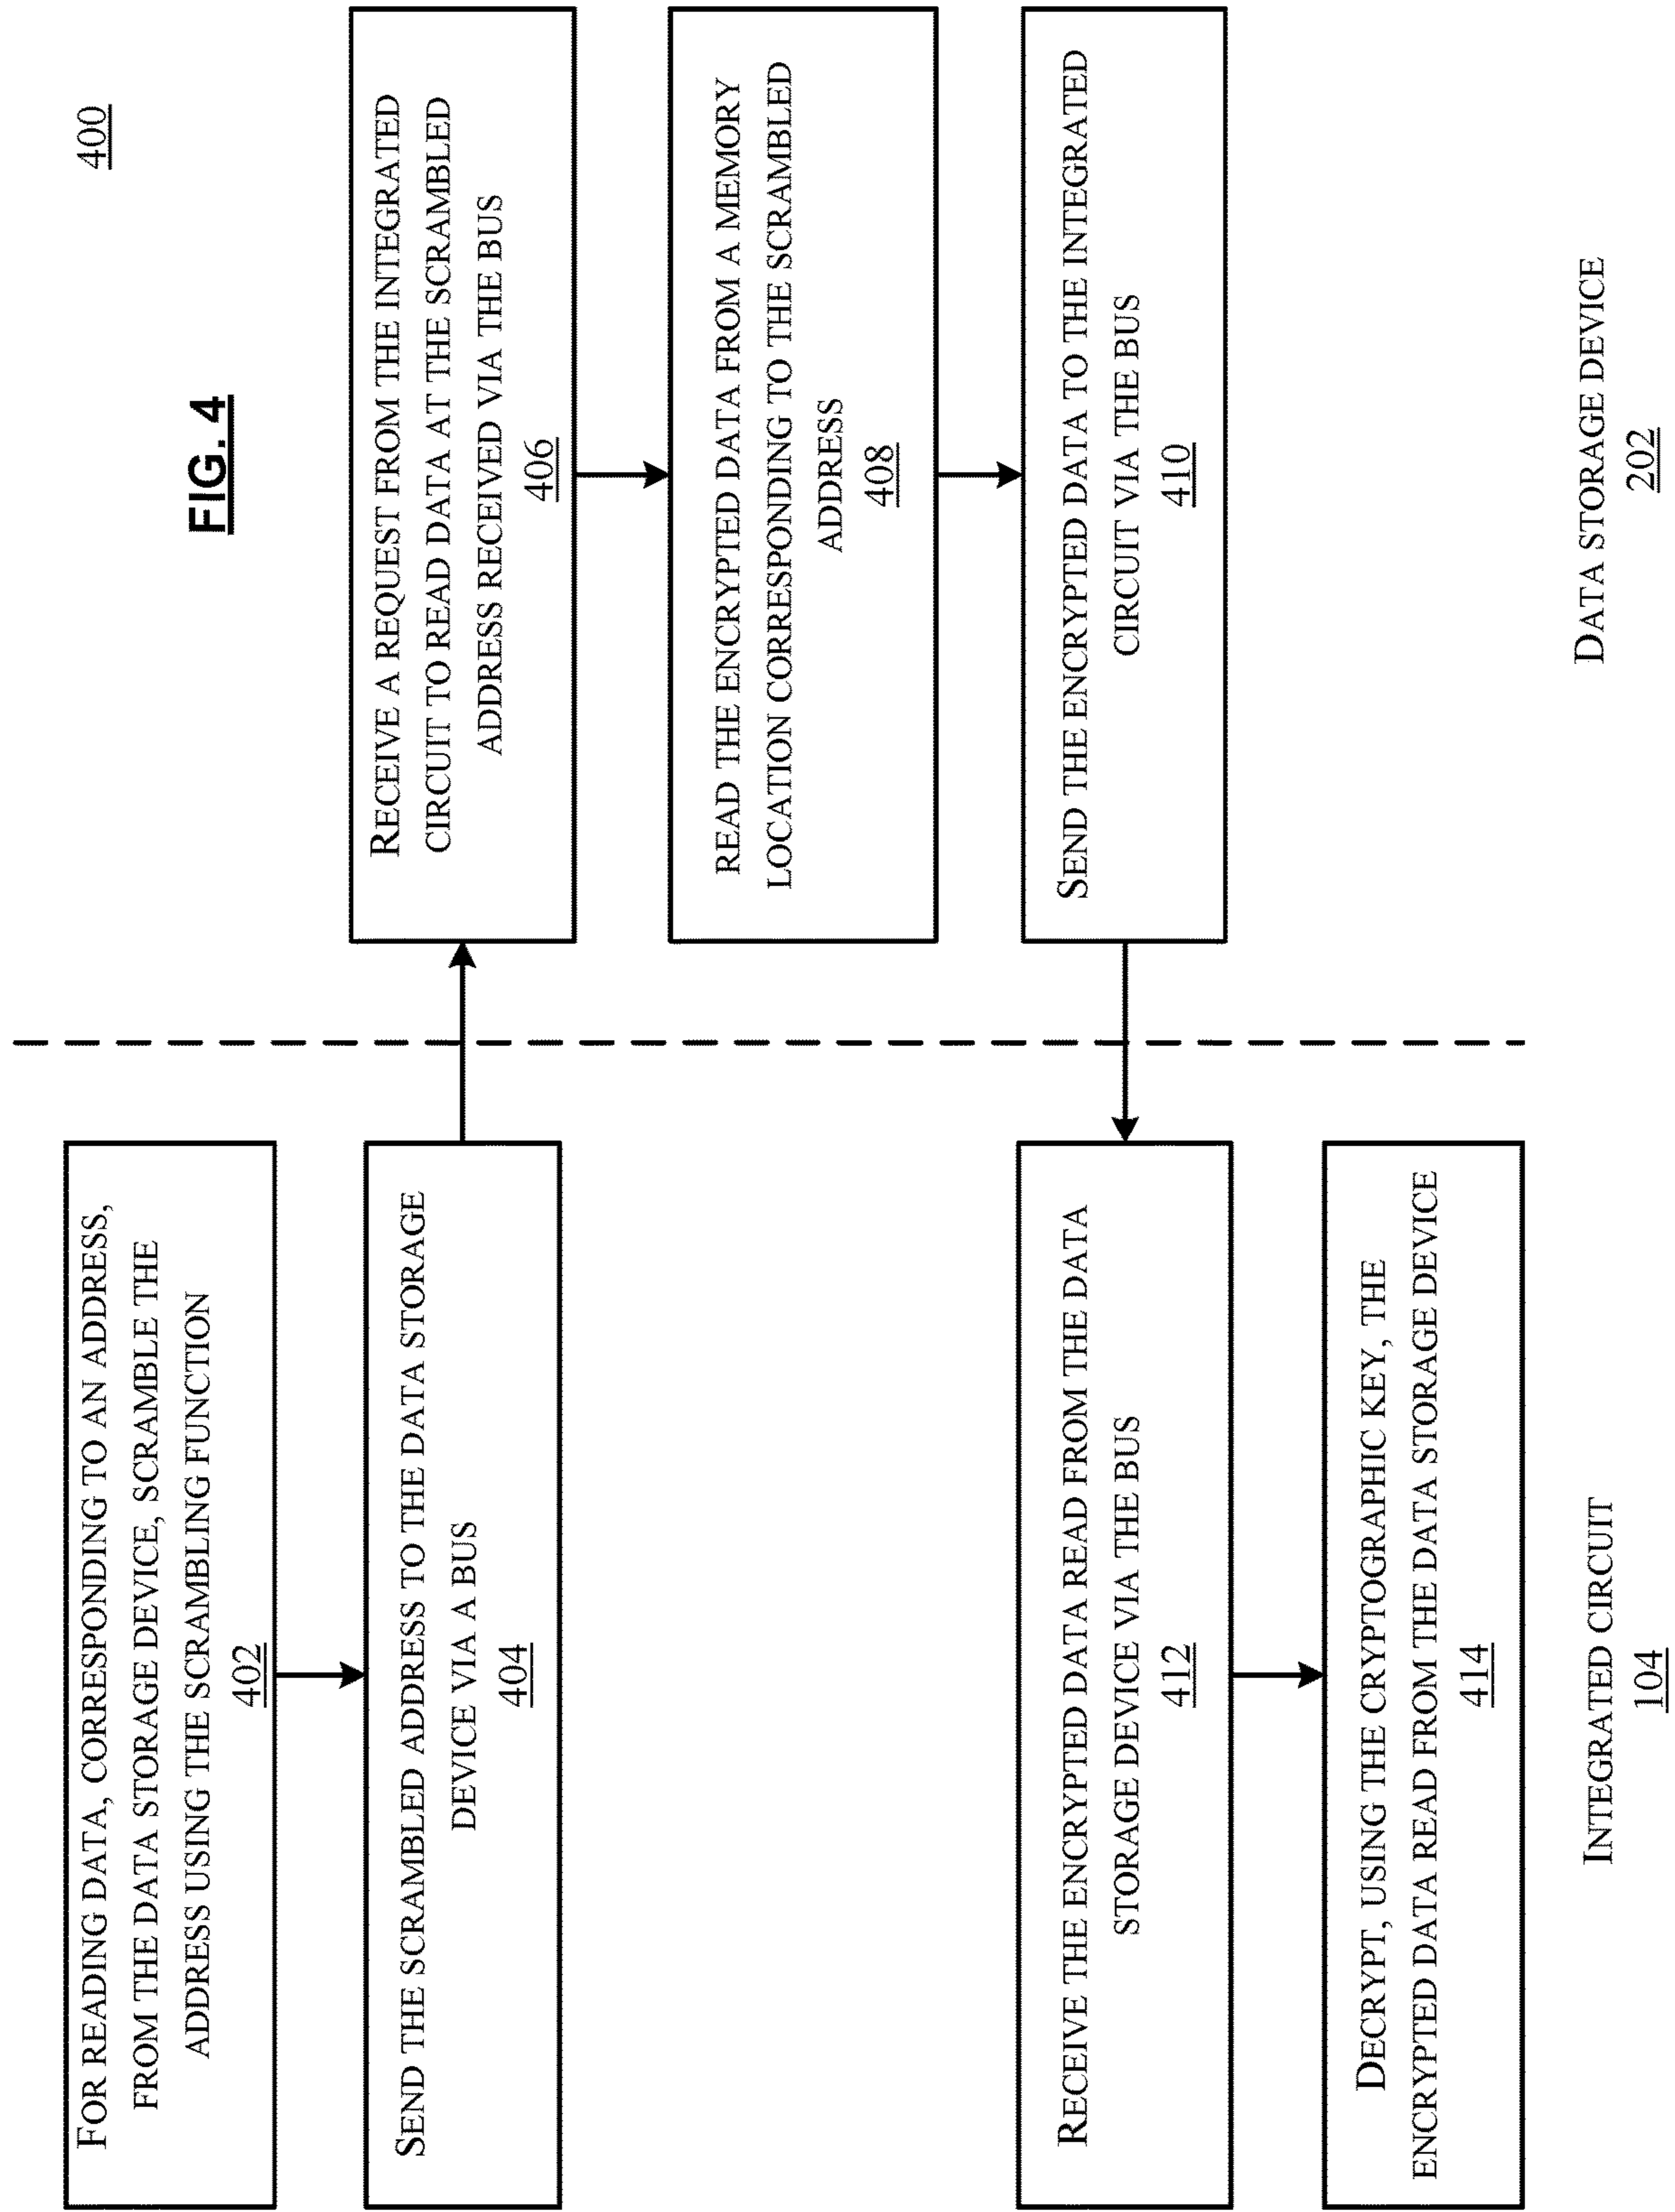 400
FIG. 4
FOR READING DATA, CORRESPONDING TO AN ADDRESS,
FROM THE DATA STORAGE DEVICE, SCRAMBLE THE
ADDRESS USING THE SCRAMBLING FUNCTION
402
SEND THE SCRAMBLED ADDRESS TO THE DATA STORAGE
DEVICE VIA A BUS
404
RECEIVE A REQUEST FROM THE INTEGRATED
CIRCUIT TO READ DATA AT THE SCRAMBLED
ADDRESS RECEIVED VIA THE BUS
406
READ THE ENCRYPTED DATA FROM A MEMORY
LOCATION CORRESPONDING TO THE SCRAMBLED
ADDRESS
408
SEND THE ENCRYPTED DATA TO THE INTEGRATED
CIRCUIT VIA THE BUS
410
RECEIVE THE ENCRYPTED DATA READ FROM THE DATA
STORAGE DEVICE VIA THE BUS
412
DECRYPT, USING THE CRYPTOGRAPHIC KEY, THE
ENCRYPTED DATA READ FROM THE DATA STORAGE DEVICE
414
INTEGRATED CIRCUIT
104
DATA STORAGE DEVICE
202